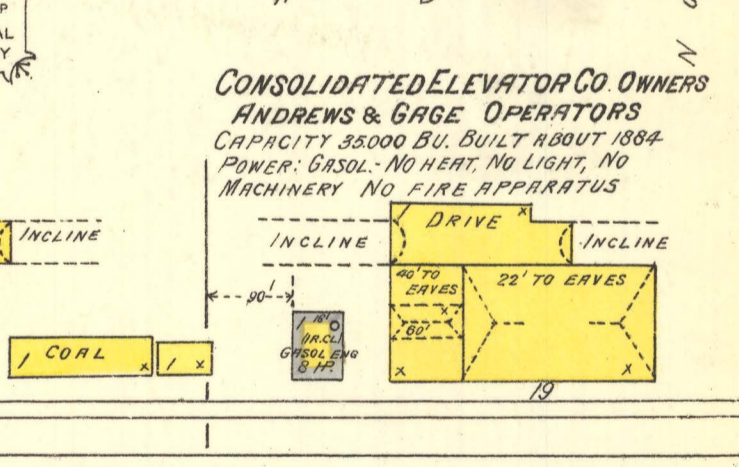 P
AL
Y
N
CONSOLIDATED ELEVATOR CO. OWNERS
ANDREWS & GAGE OPERATORS
CAPACITY 35.000 BU. BUILT ABOUT 1884
POWER: GASOL.- NO HEAT, NO LIGHT, NO
MACHINERY NO FIRE APPARATUS
INCLINE
INCLINE
1
DRIVE
x
INCLINE
40' TO
EAVES
22' TO EAVES
90'
x
60'
1 16'
(IR.CL)
GASOL. ENG
8 HP.
1 COAL x
1 x
x
x
19